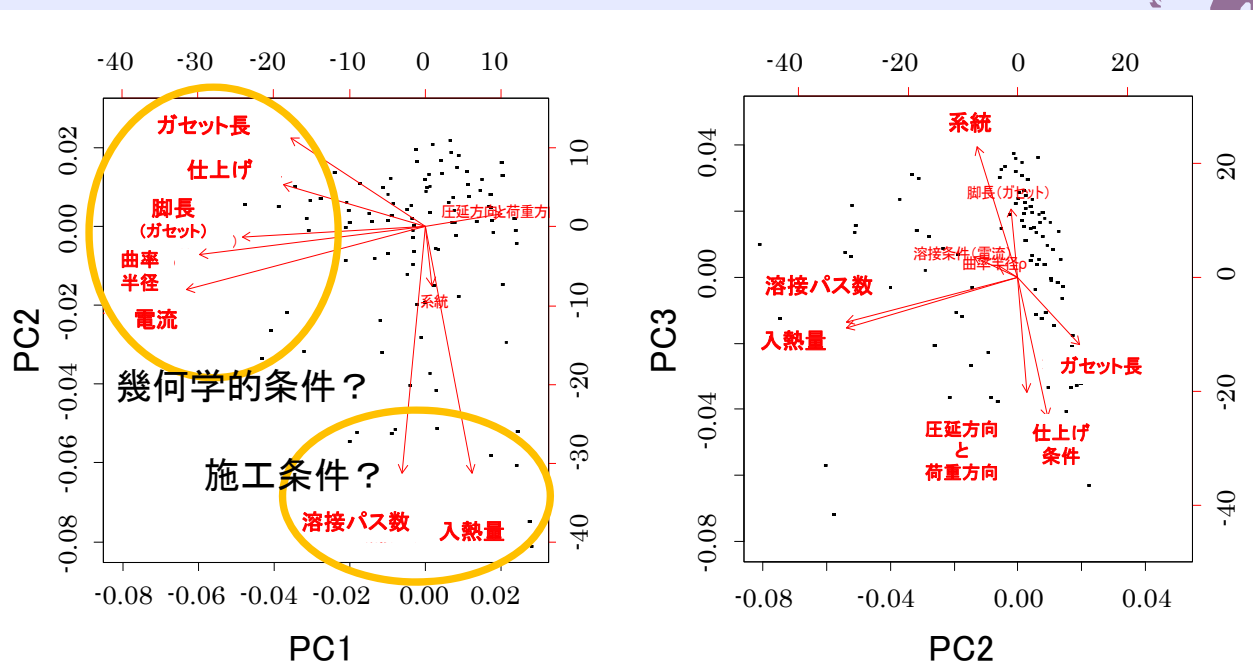 -40 -30 -20 -10 0 10
ガセット長
仕上げ
脚長
(ガセット)
)
曲率
半径
電流
圧延方向と荷重方
系統
幾何学的条件？
施工条件？
溶接パス数
入熱量
0.02
0.00
-0.02
-0.04
-0.06
-0.08
PC2
10
0
-10
-20
-30
-40
-0.08 -0.06 -0.04 -0.02 0.00 0.02
PC1
-40 -20 0 20
系統
脚長(ガセット)
溶接条件(電流)
曲率半径ρ
溶接パス数
入熱量
ガセット長
圧延方向
と
荷重方向
仕上げ
条件
0.04
0.00
-0.04
-0.08
PC3
20
0
-20
-40
-0.08 -0.04 0.00 0.04
PC2